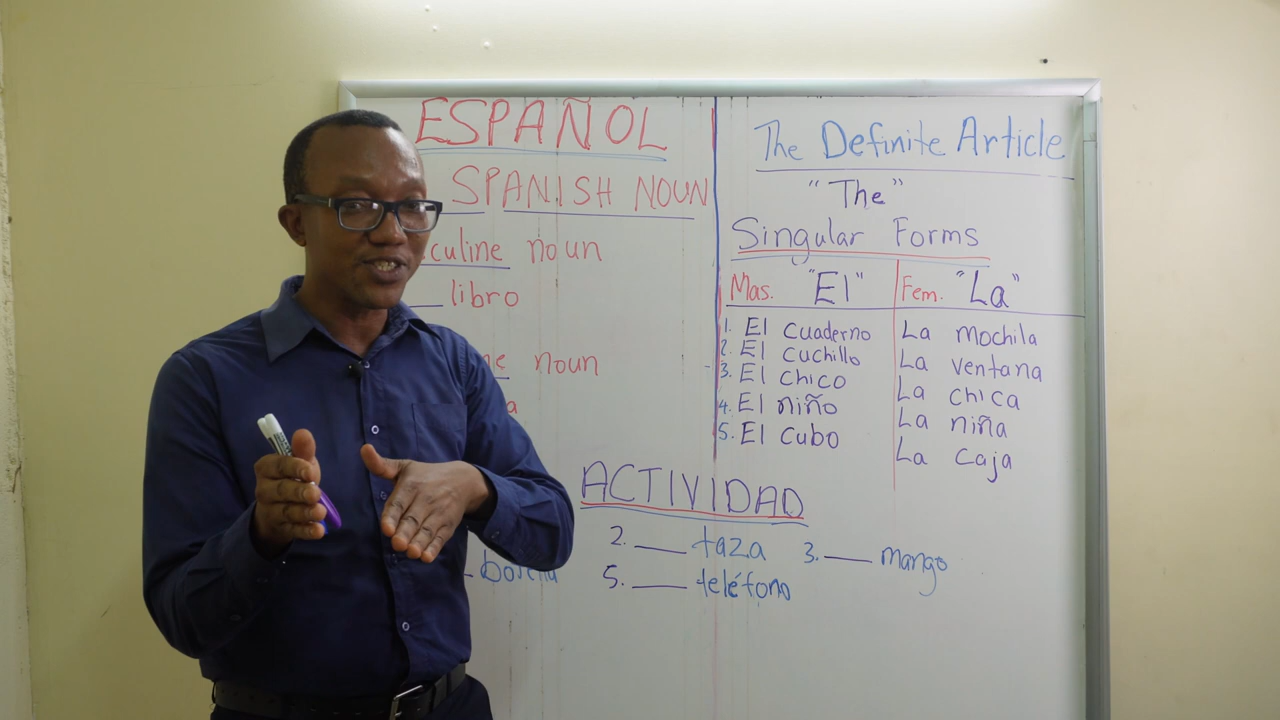 ESPAÑOL
SPANISH NOUN
culine noun
__ libro
noun
The Definite Article
"The"
Singular Forms
Mas. "El" Fem. "La"
1. El cuaderno La mochila
2. El cuchillo La ventana
3. El chico La chica
4. El niño La niña
5. El cubo La caja
ACTIVIDAD
2. ___ taza 3. ___ mango
5. ___ teléfono